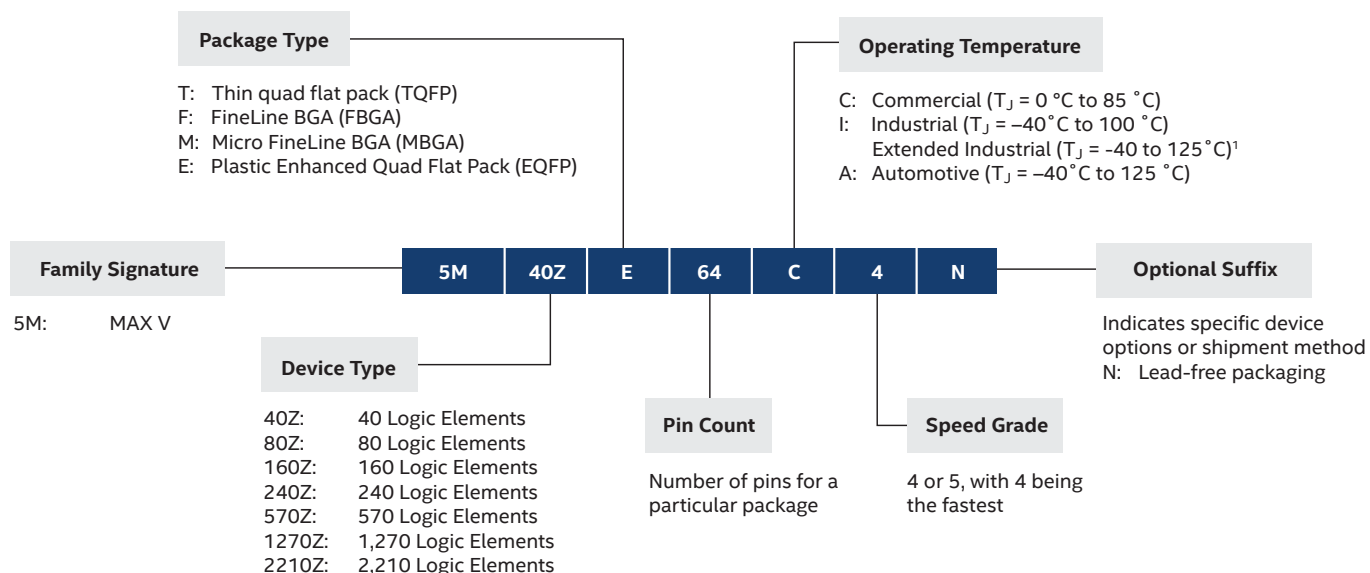 Package Type
T: Thin quad flat pack (TQFP)
F: FineLine BGA (FBGA)
M: Micro FineLine BGA (MBGA)
E: Plastic Enhanced Quad Flat Pack (EQFP)
Operating Temperature
C: Commercial (TJ = 0 °C to 85 ˚C)
I: Industrial (TJ = –40˚C to 100 ˚C)
Extended Industrial (TJ = -40 to 125˚C)¹
A: Automotive (TJ = –40˚C to 125 ˚C)
Family Signature
5M: MAX V
5M 40Z E 64 C 4 N
Optional Suffix
Indicates specific device
options or shipment method
N: Lead-free packaging
Device Type
40Z: 40 Logic Elements
80Z: 80 Logic Elements
160Z: 160 Logic Elements
240Z: 240 Logic Elements
570Z: 570 Logic Elements
1270Z: 1,270 Logic Elements
2210Z: 2,210 Logic Elements
Pin Count
Number of pins for a
particular package
Speed Grade
4 or 5, with 4 being
the fastest